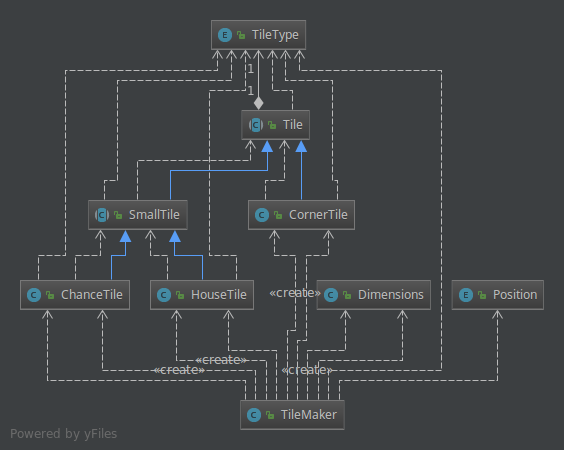 E TileType
1
1
C Tile
C SmallTile
C CornerTile
C ChanceTile
C HouseTile
«create»
C Dimensions
E Position
«create»
«create»
«create»
C TileMaker
Powered by yFiles